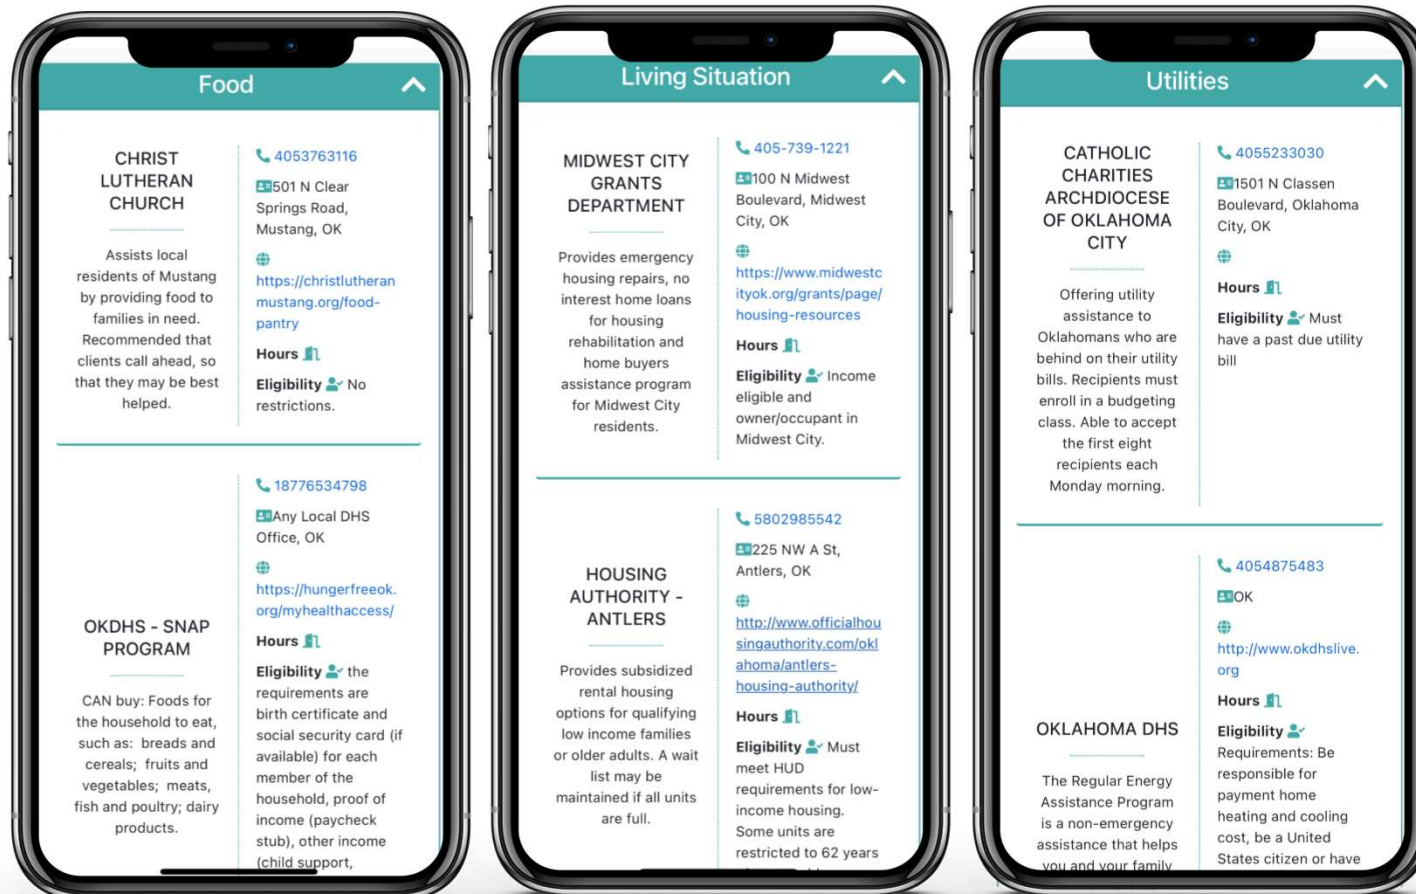 Food
CHRIST
LUTHERAN
CHURCH
Assists local
residents of Mustang
by providing food to
families in need.
Recommended that
clients call ahead, so
that they may be best
helped.
4053763116
501 N Clear
Springs Road,
Mustang, OK
https://christlutheran
mustang.org/food-
pantry
Hours
Eligibility No
restrictions.
OKDHS - SNAP
PROGRAM
CAN buy: Foods for
the household to eat,
such as: breads and
cereals; fruits and
vegetables; meats,
fish and poultry; dairy
products.
18776534798
Any Local DHS
Office, OK
https://hungerfreeok.
org/myhealthaccess/
Hours
Eligibility the
requirements are
birth certificate and
social security card (if
available) for each
member of the
household, proof of
income (paycheck
stub), other income
(child support,
Living Situation
MIDWEST CITY
GRANTS
DEPARTMENT
Provides emergency
housing repairs, no
interest home loans
for housing
rehabilitation and
home buyers
assistance program
for Midwest City
residents.
405-739-1221
100 N Midwest
Boulevard, Midwest
City, OK
https://www.midwestc
ityok.org/grants/page/
housing-resources
Hours
Eligibility Income
eligible and
owner/occupant in
Midwest City.
HOUSING
AUTHORITY -
ANTLERS
Provides subsidized
rental housing
options for qualifying
low income families
or older adults. A wait
list may be
maintained if all units
are full.
5802985542
225 NW A St,
Antlers, OK
http://www.officialhou
singauthority.com/okl
ahoma/antlers-
housing-authority/
Hours
Eligibility Must
meet HUD
requirements for low-
income housing.
Some units are
restricted to 62 years
Utilities
CATHOLIC
CHARITIES
ARCHDIOCESE
OF OKLAHOMA
CITY
Offering utility
assistance to
Oklahomans who are
behind on their utility
bills. Recipients must
enroll in a budgeting
class. Able to accept
the first eight
recipients each
Monday morning.
4055233030
1501 N Classen
Boulevard, Oklahoma
City, OK
Hours
Eligibility Must
have a past due utility
bill
OKLAHOMA DHS
The Regular Energy
Assistance Program
is a non-emergency
assistance that helps
you and your family
4054875483
OK
http://www.okdhslive.
org
Hours
Eligibility
Requirements: Be
responsible for
payment home
heating and cooling
cost, be a United
States citizen or have